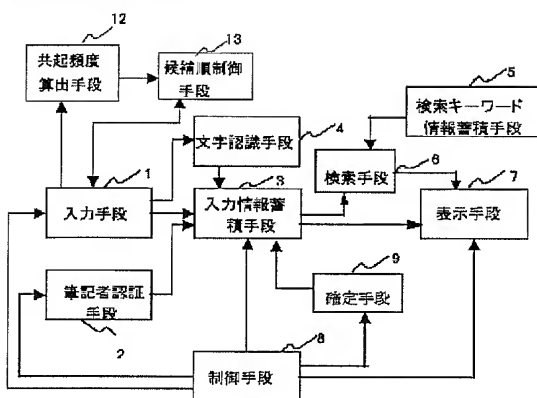 12
共起頻度
算出手段
13
候補順制御
手段
5
検索キーワード
情報蓄積手段
4
文字認識手段
6
検索手段
7
表示手段
1
入力手段
3
入力情報蓄
積手段
9
確定手段
筆記者認証
手段
2
8
制御手段